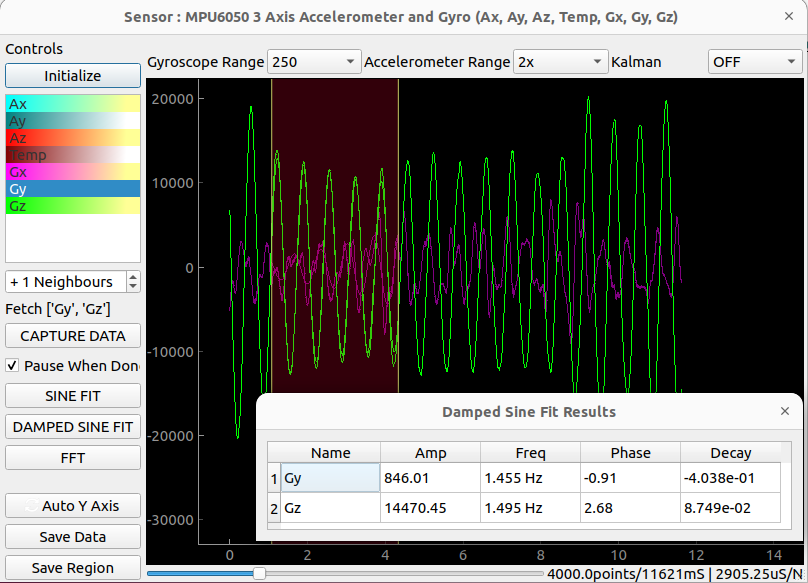 Sensor : MPU6050 3 Axis Accelerometer and Gyro (Ax, Ay, Az, Temp, Gx, Gy, Gz)
Controls
Gyroscope Range 250 Accelerometer Range 2x Kalman OFF
Initialize
Ax
Ay
Az
Temp
Gx
Gy
Gz
+ 1 Neighbours
Fetch ['Gy', 'Gz']
CAPTURE DATA
Pause When Don
SINE FIT
DAMPED SINE FIT
FFT
Auto Y Axis
Save Data
Save Region
20000
10000
0
-10000
-20000
-30000
0 2 4 6 8 10 12 14
Damped Sine Fit Results
Name Amp Freq Phase Decay
1 Gy 846.01 1.455 Hz -0.91 -4.038e-01
2 Gz 14470.45 1.495 Hz 2.68 8.749e-02
4000.0points/11621mS | 2905.25uS/N